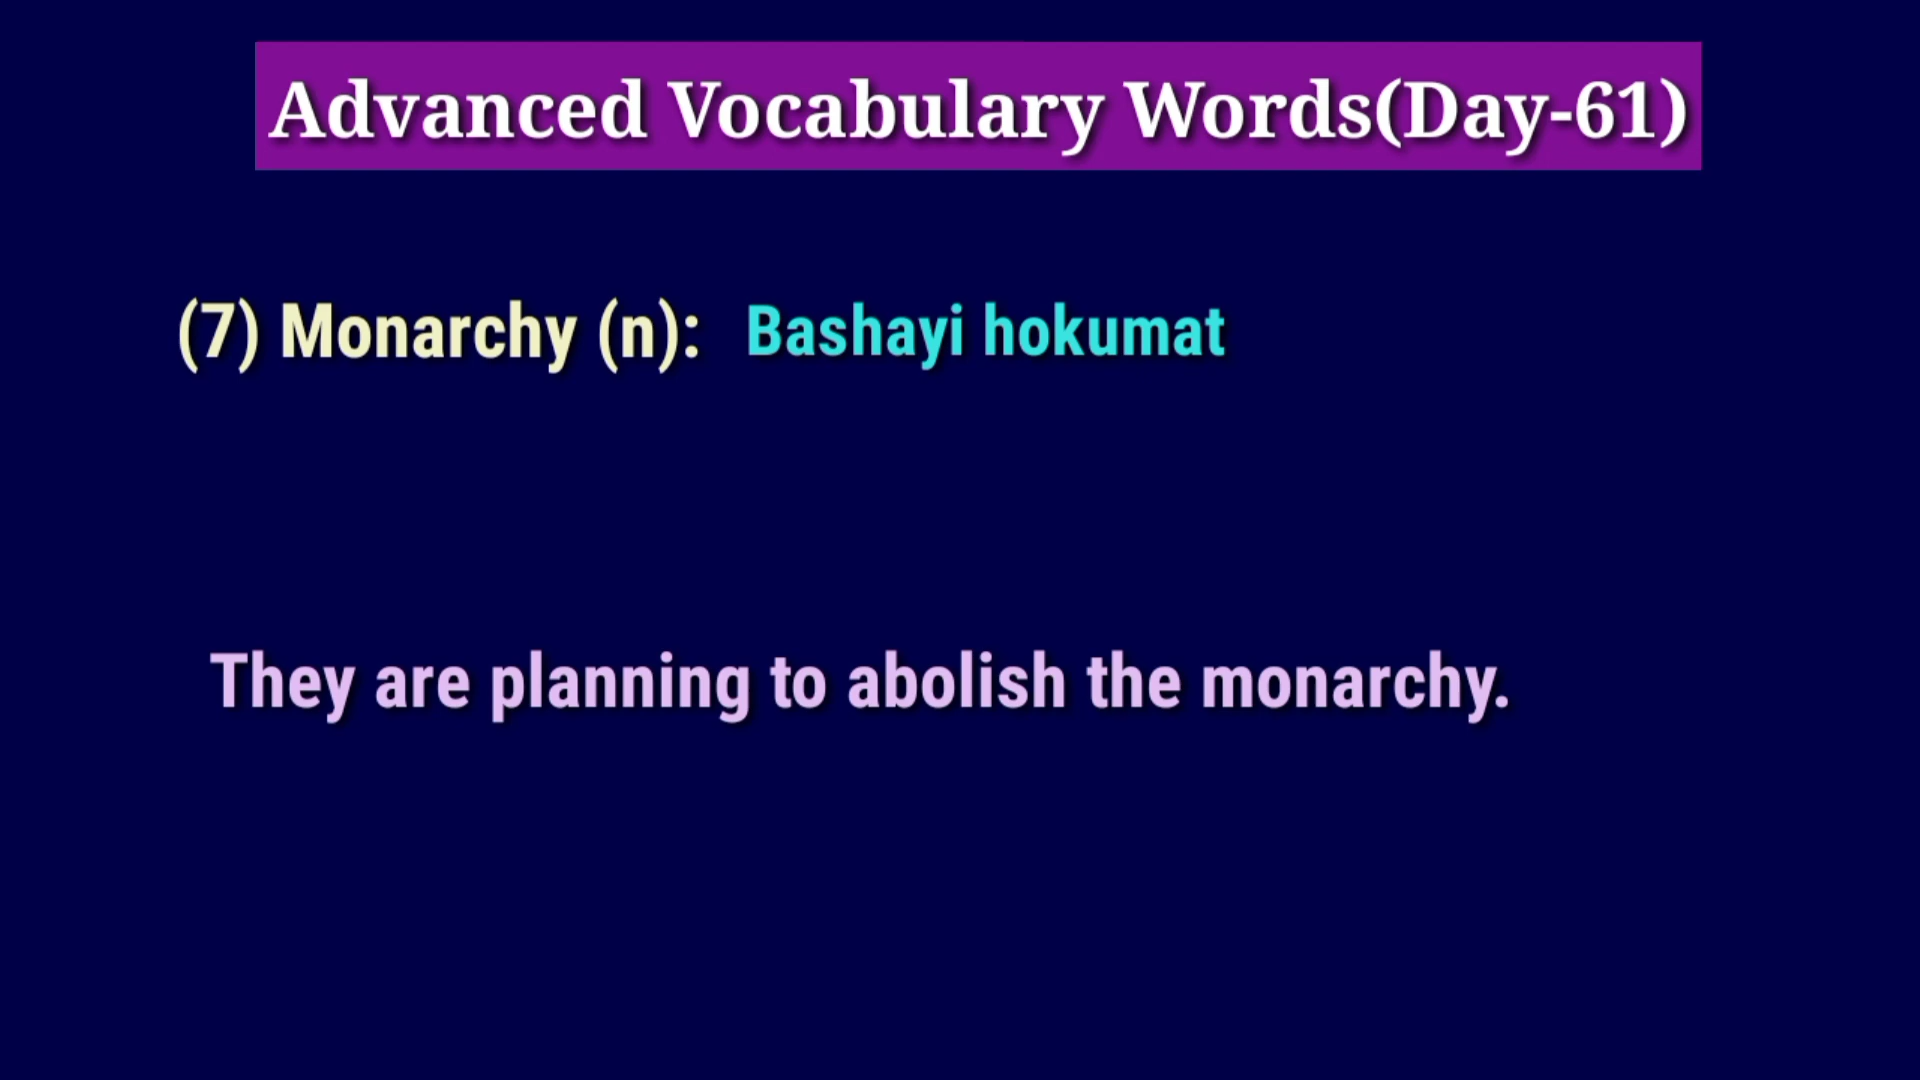 Advanced Vocabulary Words(Day-61)
(7) Monarchy (n): Bashayi hokumat
They are planning to abolish the monarchy.